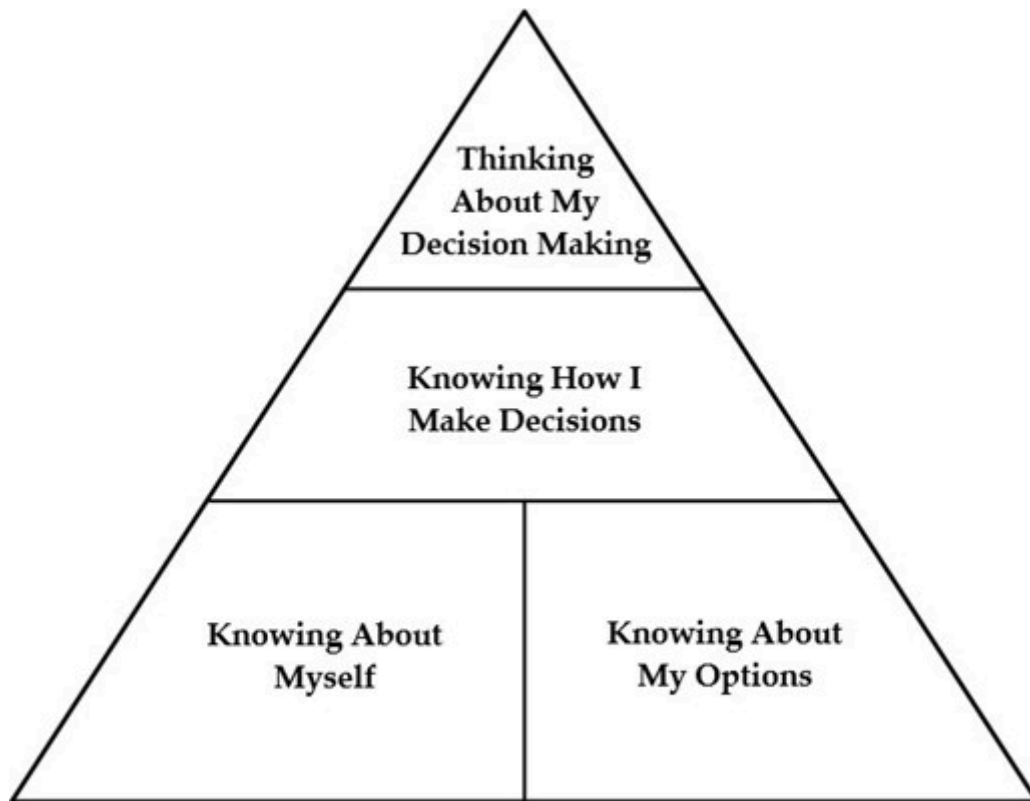 Thinking
About My
Decision Making
Knowing How I
Make Decisions
Knowing About
Myself
Knowing About
My Options